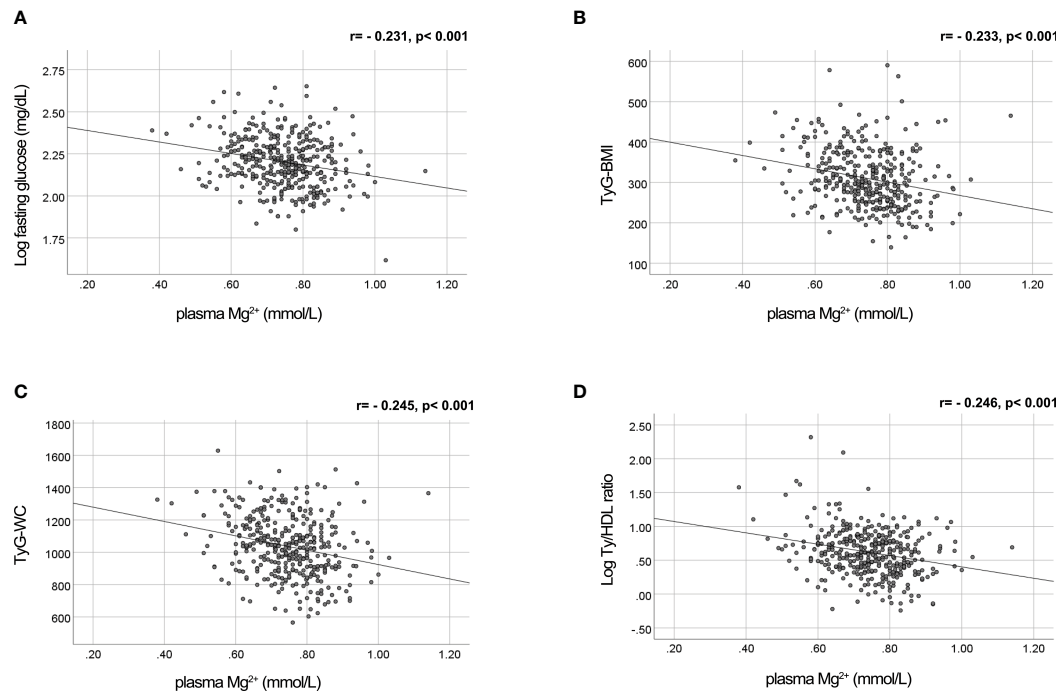 A
r= - 0.231, p< 0.001
Log fasting glucose (mg/dL)
2.75
2.50
2.25
2.00
1.75
.20 .40 .60 .80 1.00 1.20
plasma Mg²⁺ (mmol/L)
B
r= - 0.233, p< 0.001
TyG-BMI
600
500
400
300
200
100
.20 .40 .60 .80 1.00 1.20
plasma Mg²⁺ (mmol/L)
C
r= - 0.245, p< 0.001
TyG-WC
1800
1600
1400
1200
1000
800
600
.20 .40 .60 .80 1.00 1.20
plasma Mg²⁺ (mmol/L)
D
r= - 0.246, p< 0.001
Log Ty/HDL ratio
2.50
2.00
1.50
1.00
.50
.00
-.50
.20 .40 .60 .80 1.00 1.20
plasma Mg²⁺ (mmol/L)